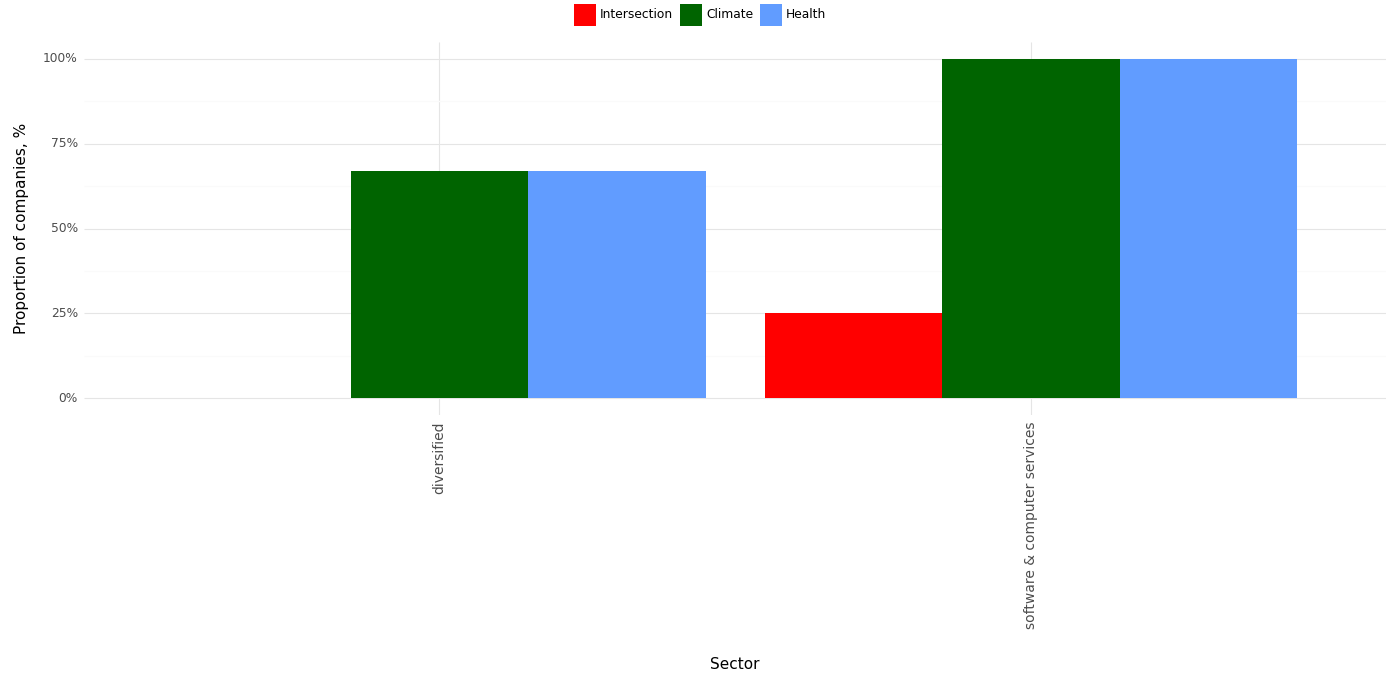 Intersection Climate Health
Proportion of companies, %
100%
75%
50%
25%
0%
diversified
software & computer services
Sector